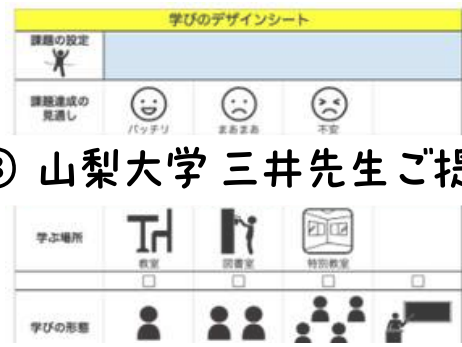 学びのデザインシート
課題の設定
課題達成の
見通し
バッチリ まあまあ 不安
山梨大学 三井先生ご提
学ぶ場所
教室 図書室 特別教室
学びの形態